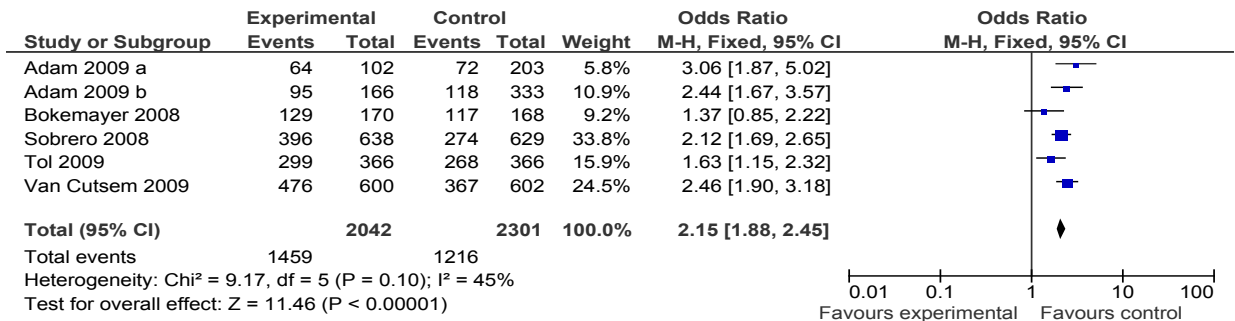 Experimental Control Odds Ratio Odds Ratio
Study or Subgroup Events Total Events Total Weight M-H, Fixed, 95% CI M-H, Fixed, 95% CI
Adam 2009 a 64 102 72 203 5.8% 3.06 [1.87, 5.02]
Adam 2009 b 95 166 118 333 10.9% 2.44 [1.67, 3.57]
Bokemayer 2008 129 170 117 168 9.2% 1.37 [0.85, 2.22]
Sobrero 2008 396 638 274 629 33.8% 2.12 [1.69, 2.65]
Tol 2009 299 366 268 366 15.9% 1.63 [1.15, 2.32]
Van Cutsem 2009 476 600 367 602 24.5% 2.46 [1.90, 3.18]
Total (95% CI) 2042 2301 100.0% 2.15 [1.88, 2.45]
Total events 1459 1216
Heterogeneity: Chi² = 9.17, df = 5 (P = 0.10); I² = 45%
Test for overall effect: Z = 11.46 (P < 0.00001)
0.01 0.1 1 10 100
Favours experimental Favours control